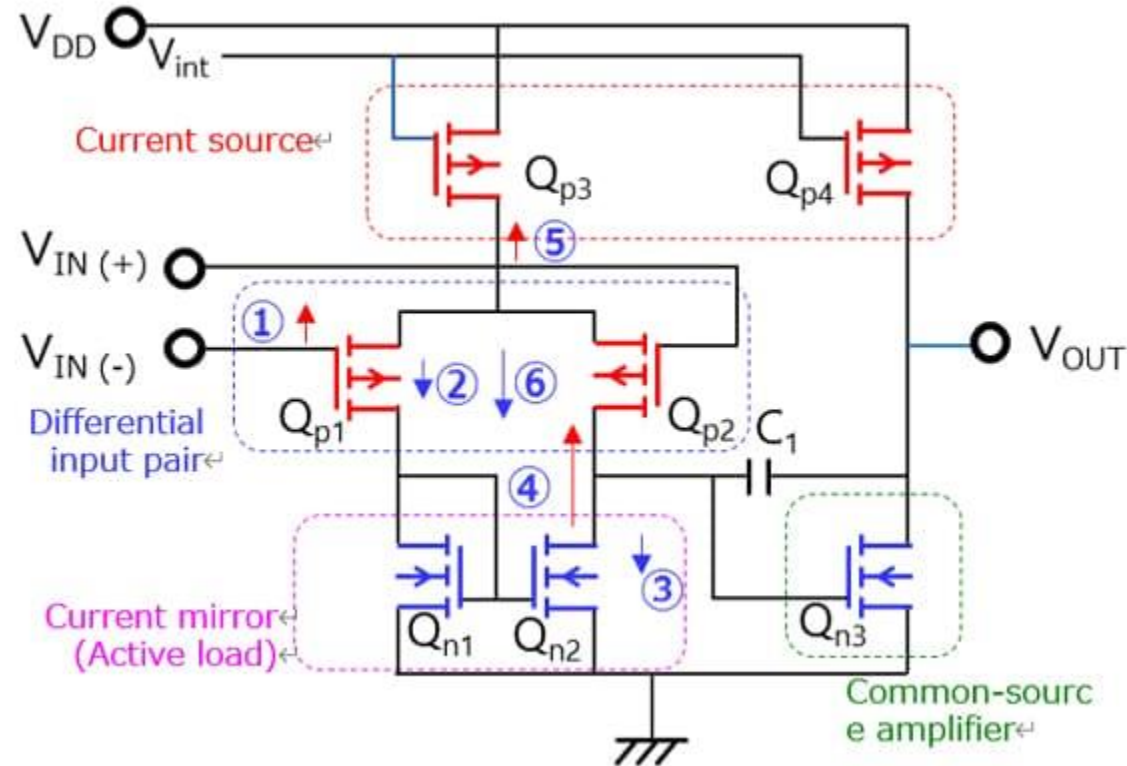 VDD
Vint
Current source↵
Qp3
Qp4
VIN (+)
⑤
①
VIN (-)
②
⑥
VOUT
Qp1
Qp2
C1
Differential
input pair↵
④
③
Current mirror↵
(Active load)↵
Qn1
Qn2
Qn3
Common-sourc
e amplifier↵